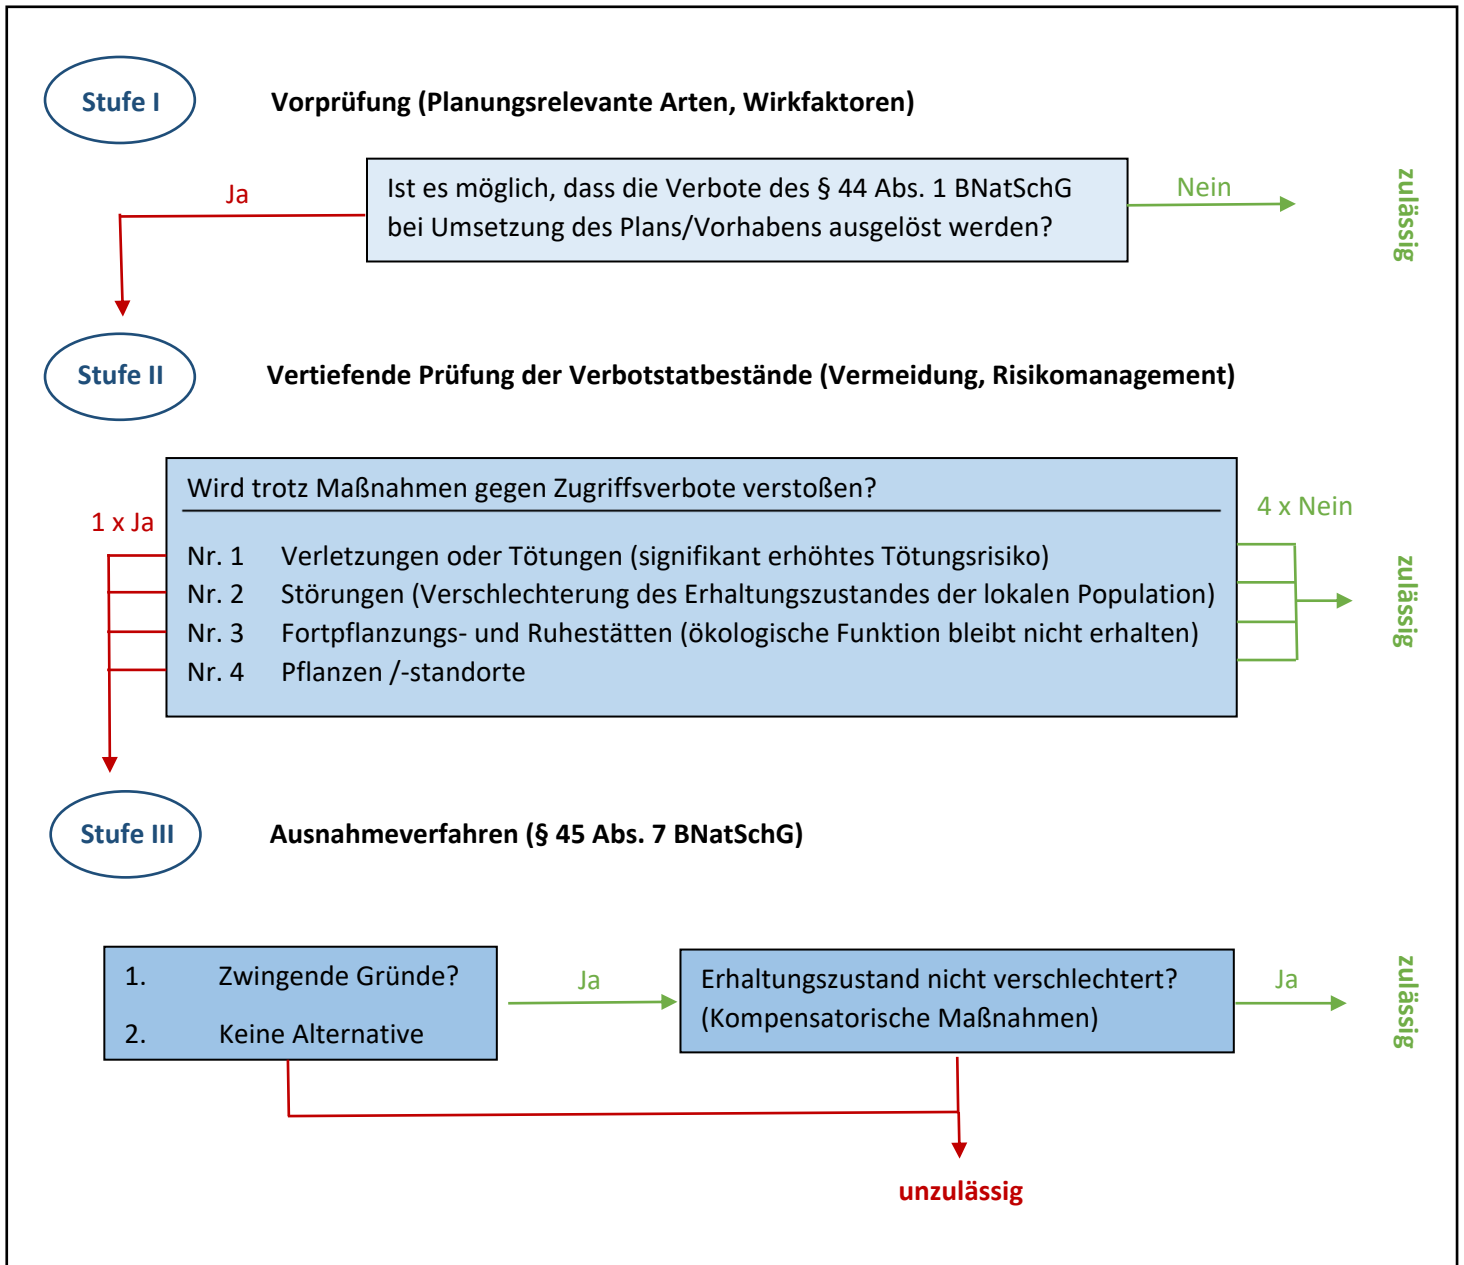 Stufe I
Vorprüfung (Planungsrelevante Arten, Wirkfaktoren)
Ja
Ist es möglich, dass die Verbote des § 44 Abs. 1 BNatSchG
bei Umsetzung des Plans/Vorhabens ausgelöst werden?
Nein
zulässig
Stufe II
Vertiefende Prüfung der Verbotstatbestände (Vermeidung, Risikomanagement)
Wird trotz Maßnahmen gegen Zugriffsverbote verstoßen?
1 x Ja
4 x Nein
Nr. 1 Verletzungen oder Tötungen (signifikant erhöhtes Tötungsrisiko)
Nr. 2 Störungen (Verschlechterung des Erhaltungszustandes der lokalen Population)
Nr. 3 Fortpflanzungs- und Ruhestätten (ökologische Funktion bleibt nicht erhalten)
Nr. 4 Pflanzen /-standorte
zulässig
Stufe III
Ausnahmeverfahren (§ 45 Abs. 7 BNatSchG)
1. Zwingende Gründe?
2. Keine Alternative
Ja
Erhaltungszustand nicht verschlechtert?
(Kompensatorische Maßnahmen)
Ja
zulässig
unzulässig